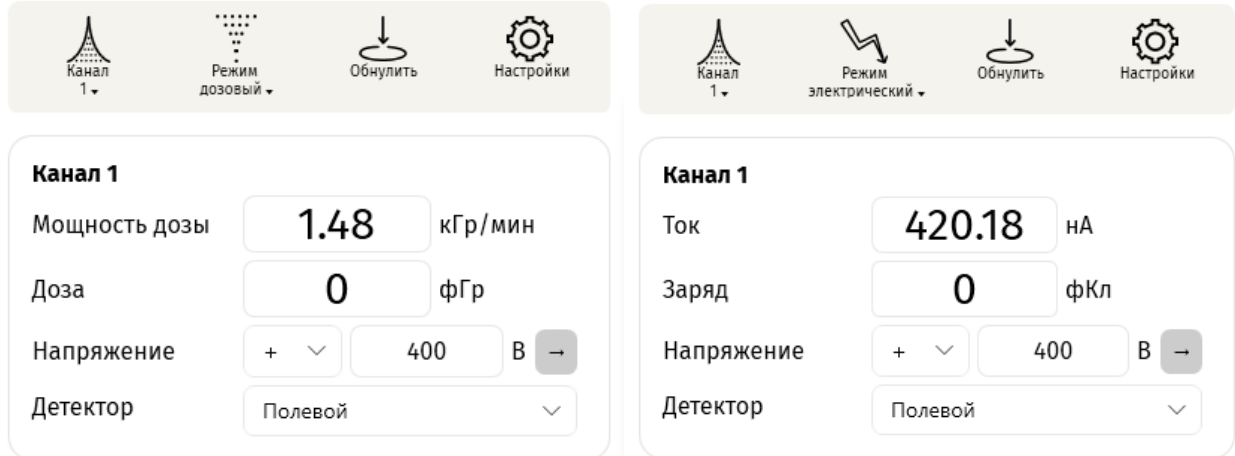 Канал
1
Режим
дозовый
Обнулить
Настройки
Канал 1
Мощность дозы 1.48 кГр/мин
Доза 0 фГр
Напряжение + 400 В →
Детектор Полевой
Канал
1
Режим
электрический
Обнулить
Настройки
Канал 1
Ток 420.18 нА
Заряд 0 фКл
Напряжение + 400 В →
Детектор Полевой